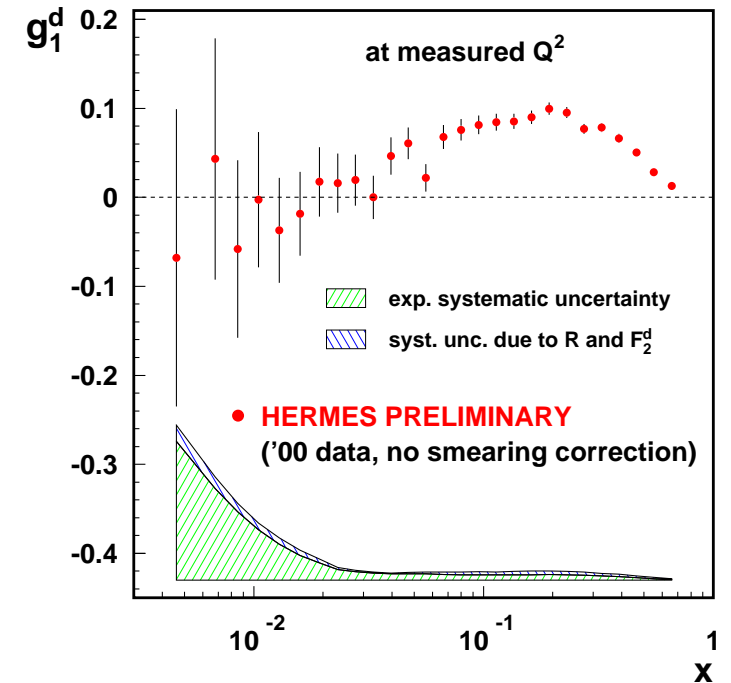 g₁ᵈ
at measured Q²
0.2
0.1
0
-0.1
-0.2
-0.3
-0.4
exp. systematic uncertainty
syst. unc. due to R and F₂ᵈ
HERMES PRELIMINARY
('00 data, no smearing correction)
10⁻²
10⁻¹
1
x